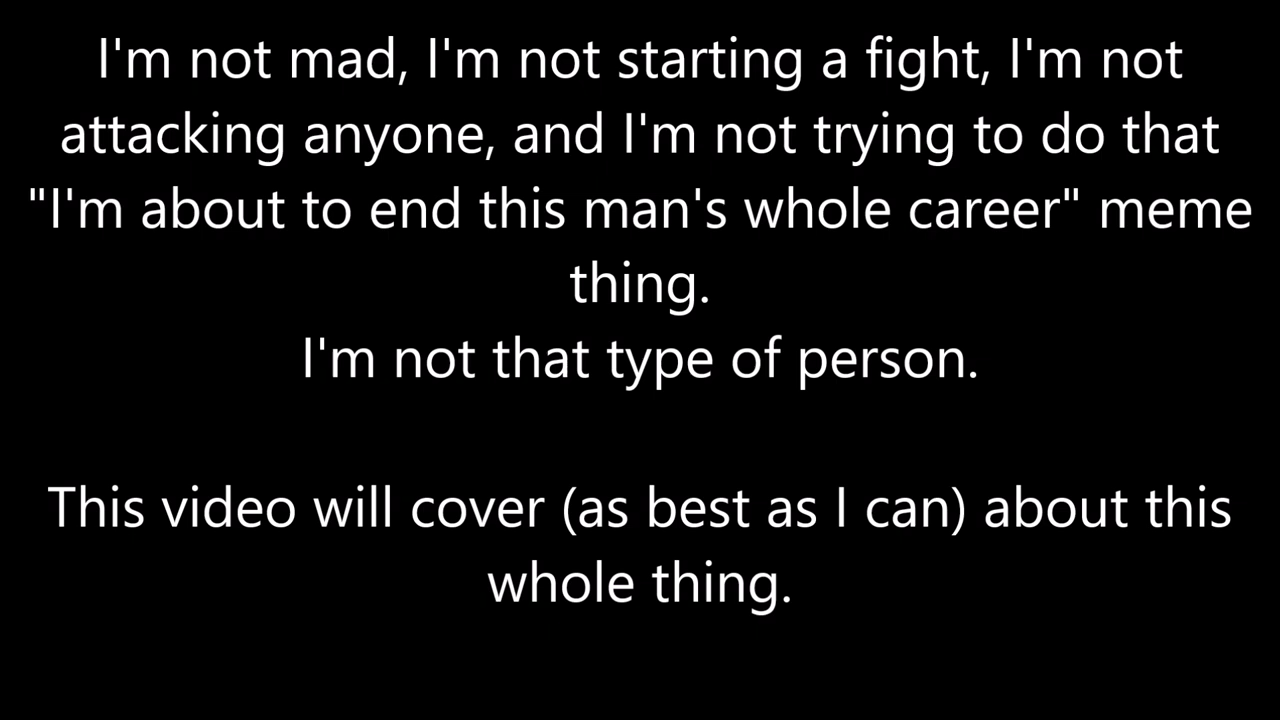 I'm not mad, I'm not starting a fight, I'm not
attacking anyone, and I'm not trying to do that
"I'm about to end this man's whole career" meme
thing.
I'm not that type of person.
This video will cover (as best as I can) about this
whole thing.